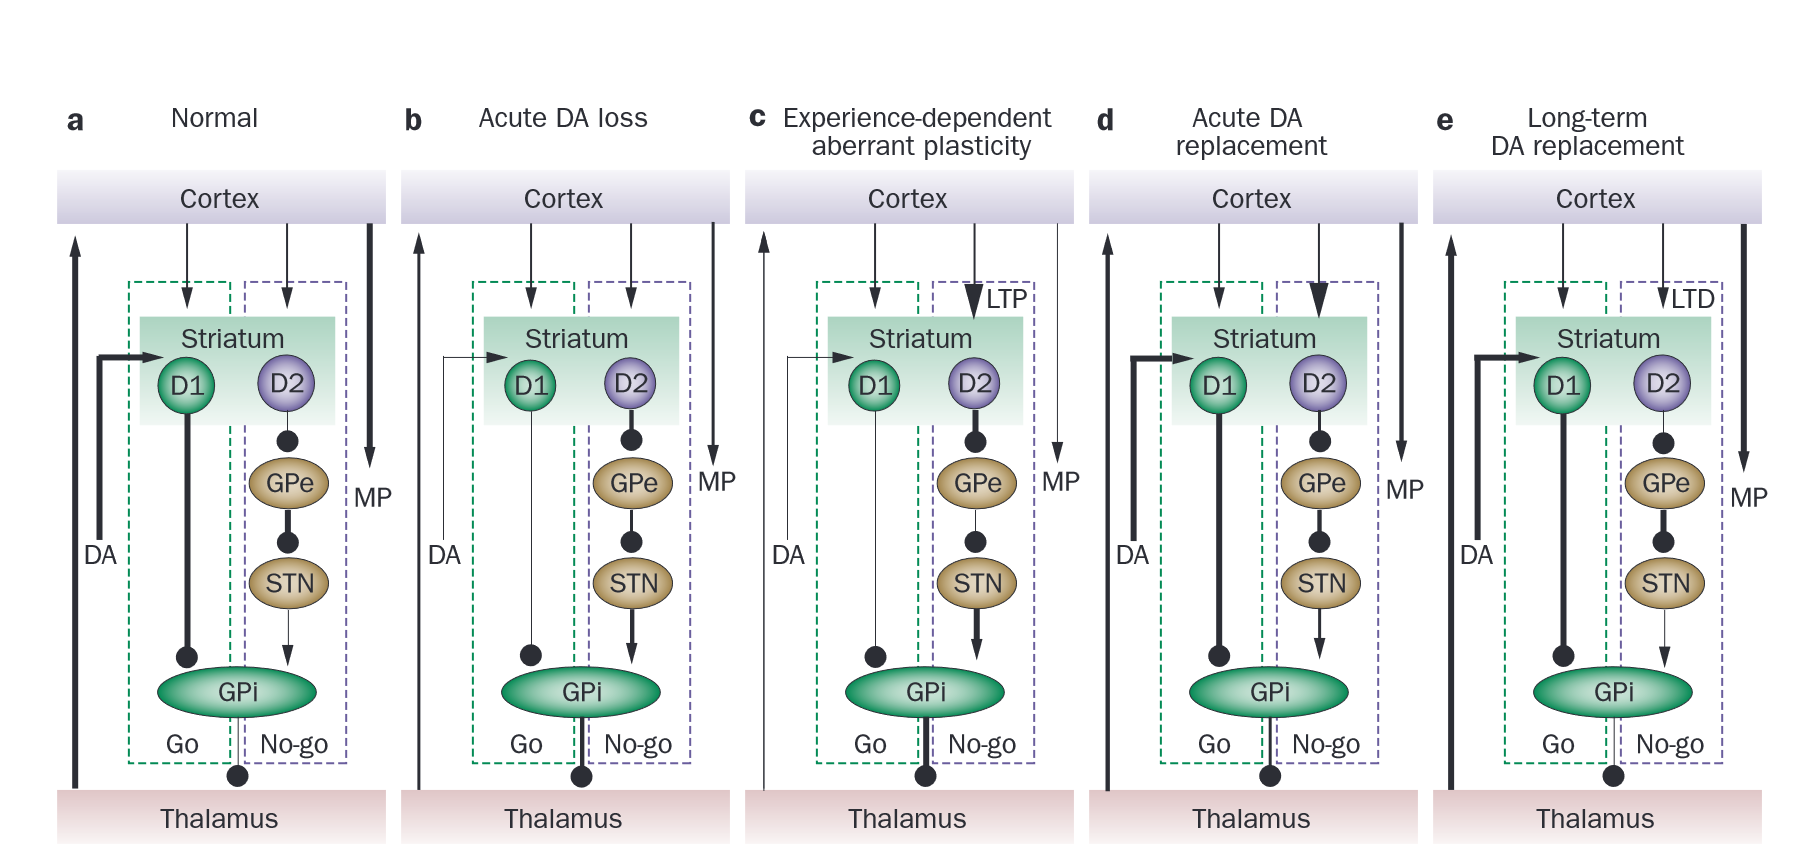 a Normal
Cortex
Striatum
D1 D2
GPe
MP
DA
STN
GPi
Go No-go
Thalamus
b Acute DA loss
Cortex
Striatum
D1 D2
GPe
MP
DA
STN
GPi
Go No-go
Thalamus
c Experience-dependent
aberrant plasticity
Cortex
LTP
Striatum
D1 D2
GPe
MP
DA
STN
GPi
Go No-go
Thalamus
d Acute DA
replacement
Cortex
Striatum
D1 D2
GPe
MP
DA
STN
GPi
Go No-go
Thalamus
e Long-term
DA replacement
Cortex
LTD
Striatum
D1 D2
GPe
MP
DA
STN
GPi
Go No-go
Thalamus